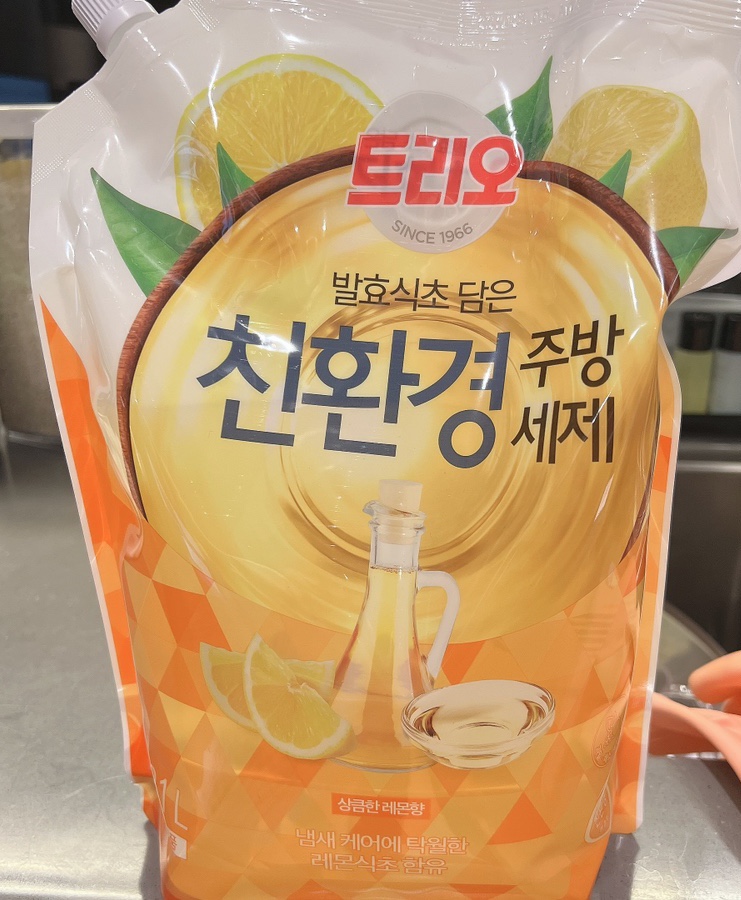 트리오
SINCE 1966
발효식초 담은
친환경 주방
세제
1L
상큼한 레몬향
냄새 케어에 탁월한
레몬식초 함유